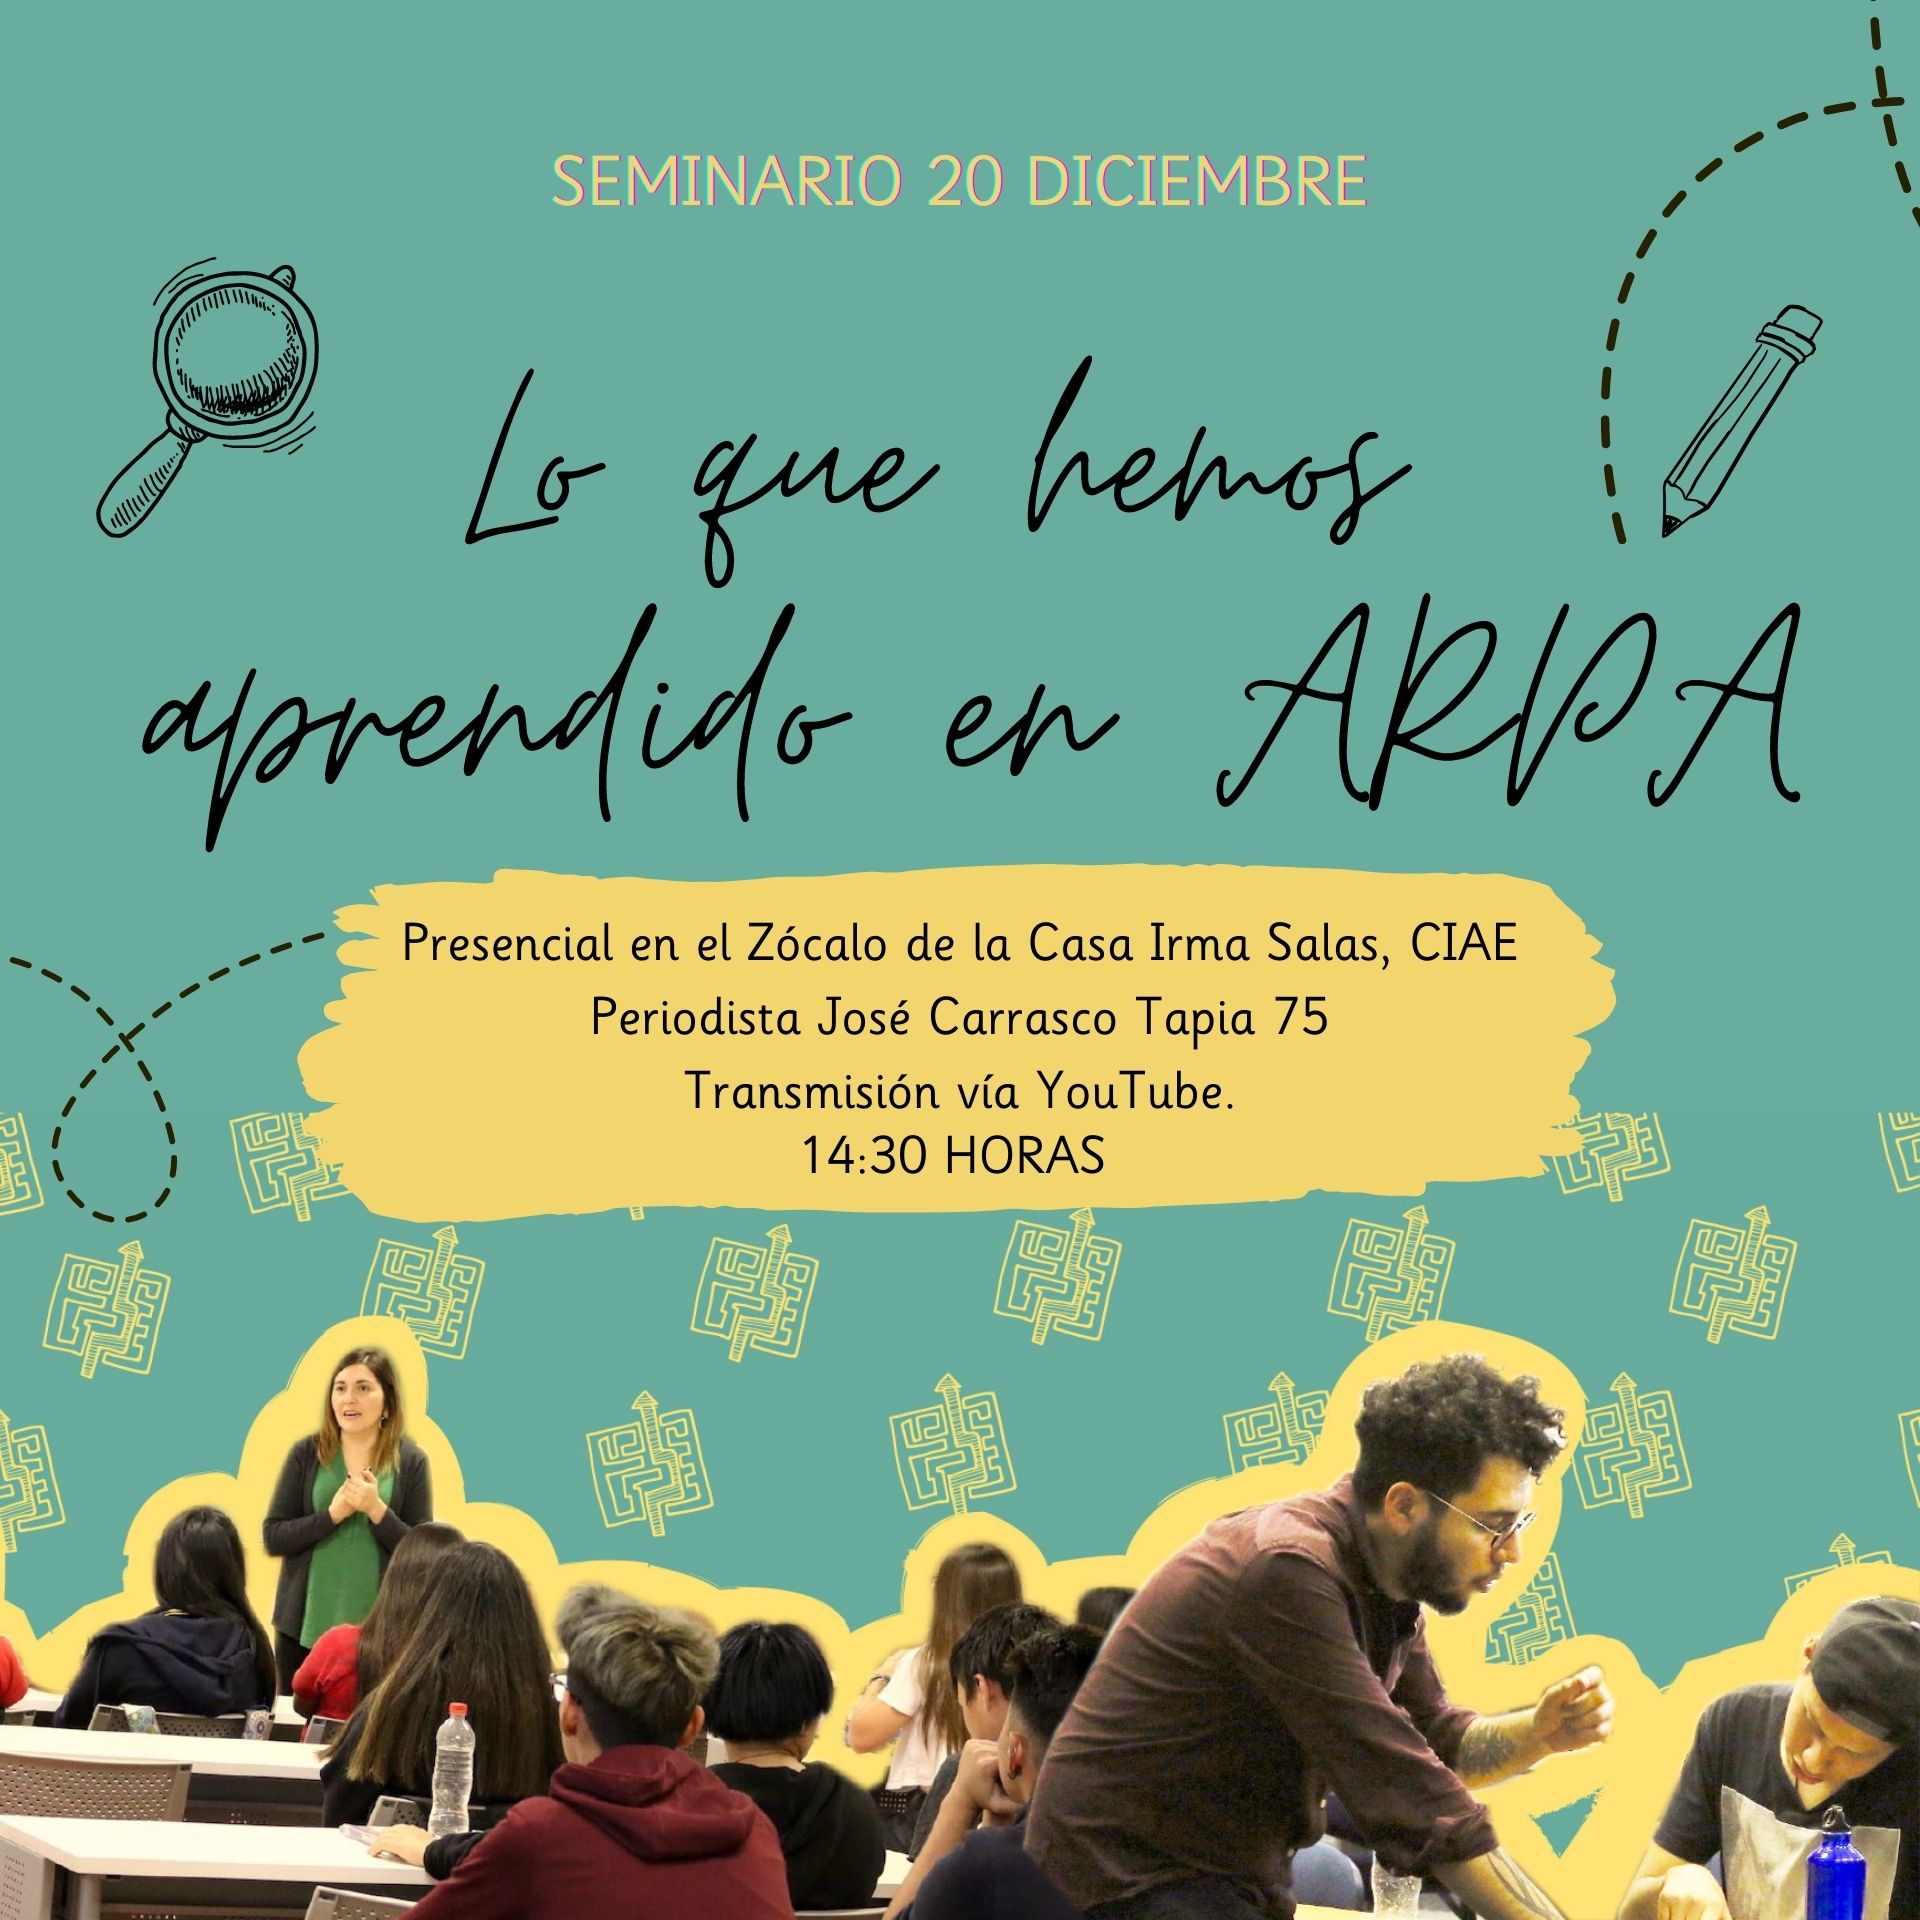 SEMINARIO 20 DICIEMBRE
Lo que hemos
aprendido en ARPA
Presencial en el Zócalo de la Casa Irma Salas, CIAE
Periodista José Carrasco Tapia 75
Transmisión vía YouTube.
14:30 HORAS